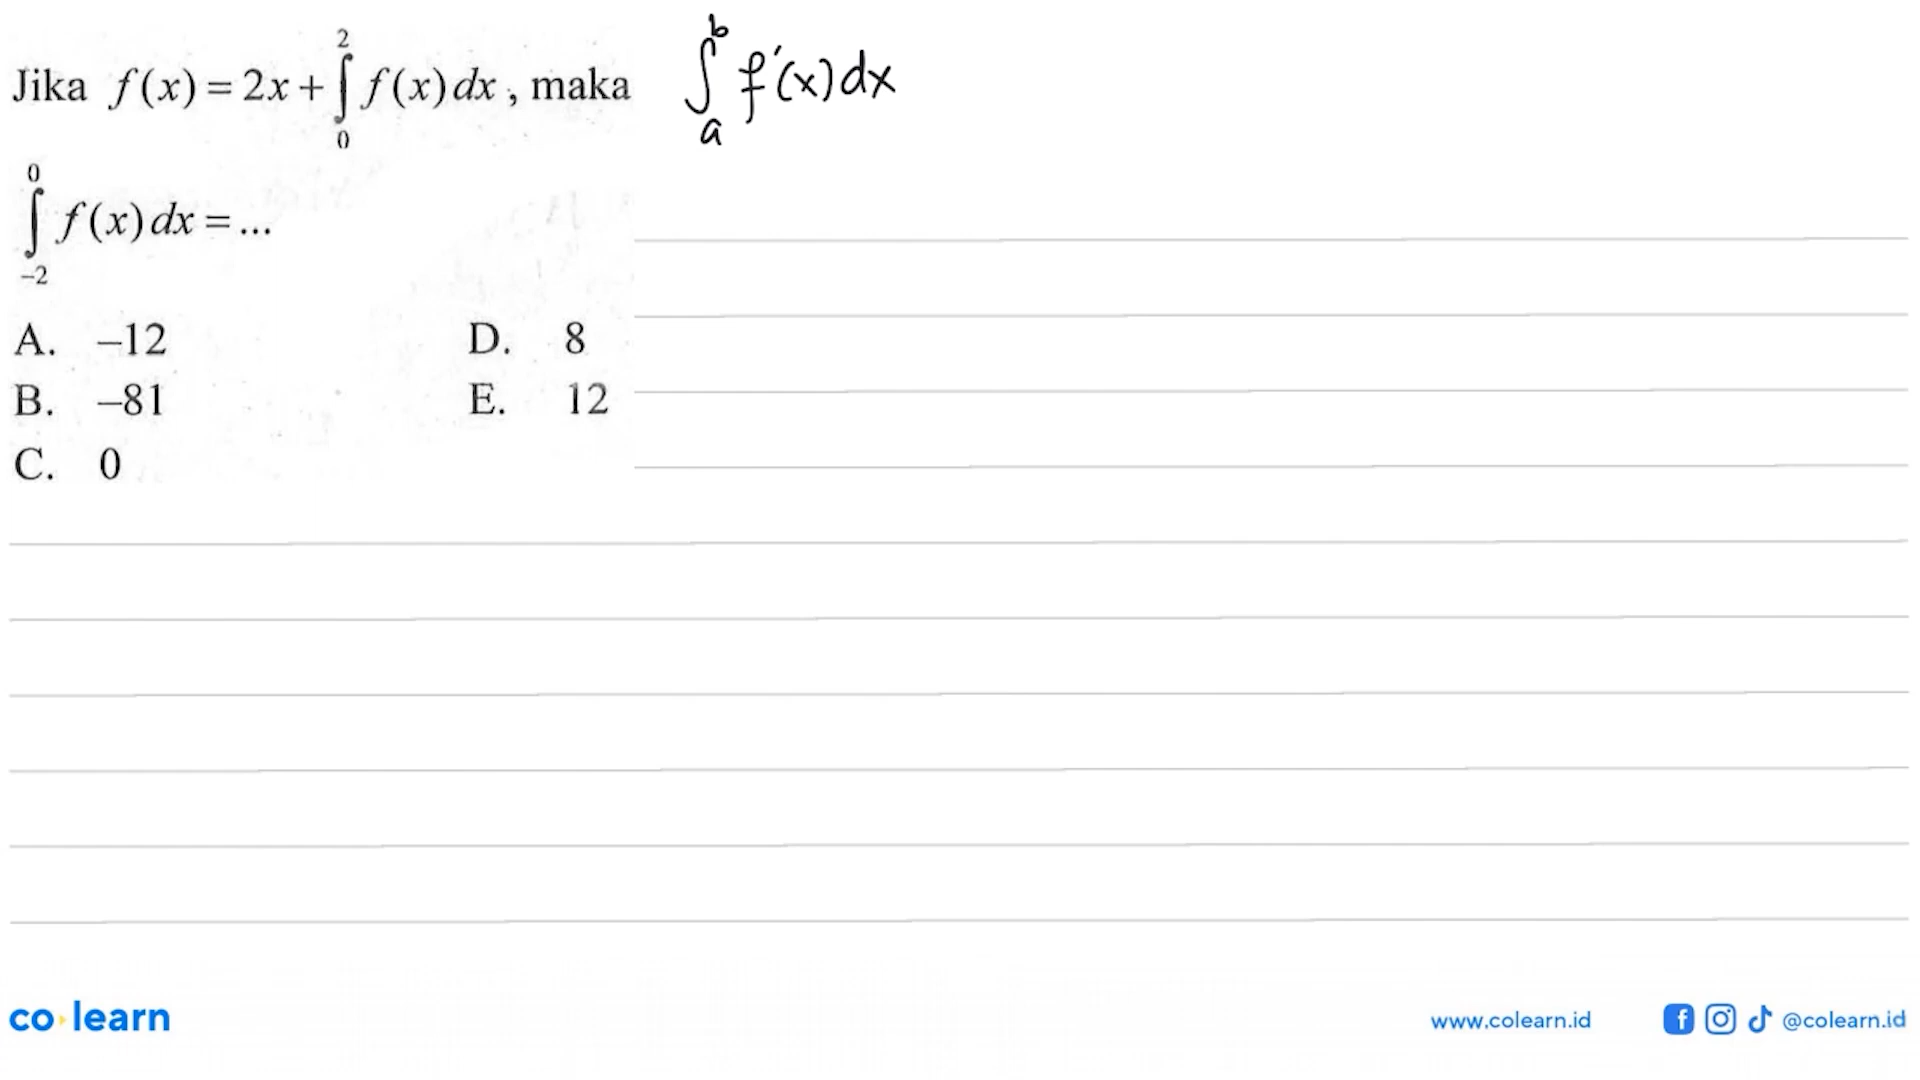 Jika f(x) = 2x + ∫₀² f(x) dx, maka
∫₋₂⁰ f(x) dx = ...
A. –12
B. –81
C. 0
D. 8
E. 12
∫ₐᵇ f'(x) dx
co learn
www.colearn.id
@colearn.id